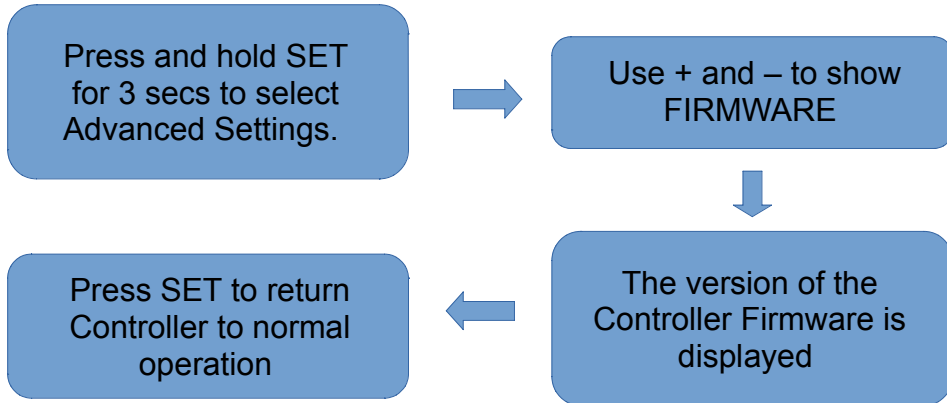 Press and hold SET
for 3 secs to select
Advanced Settings.
Use + and – to show
FIRMWARE
The version of the
Controller Firmware is
displayed
Press SET to return
Controller to normal
operation